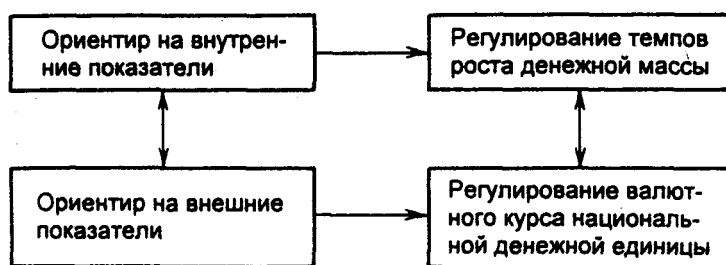 Ориентир на внутрен-
ние показатели
Регулирование темпов
роста денежной массы
Ориентир на внешние
показатели
Регулирование валют-
ного курса националь-
ной денежной единицы